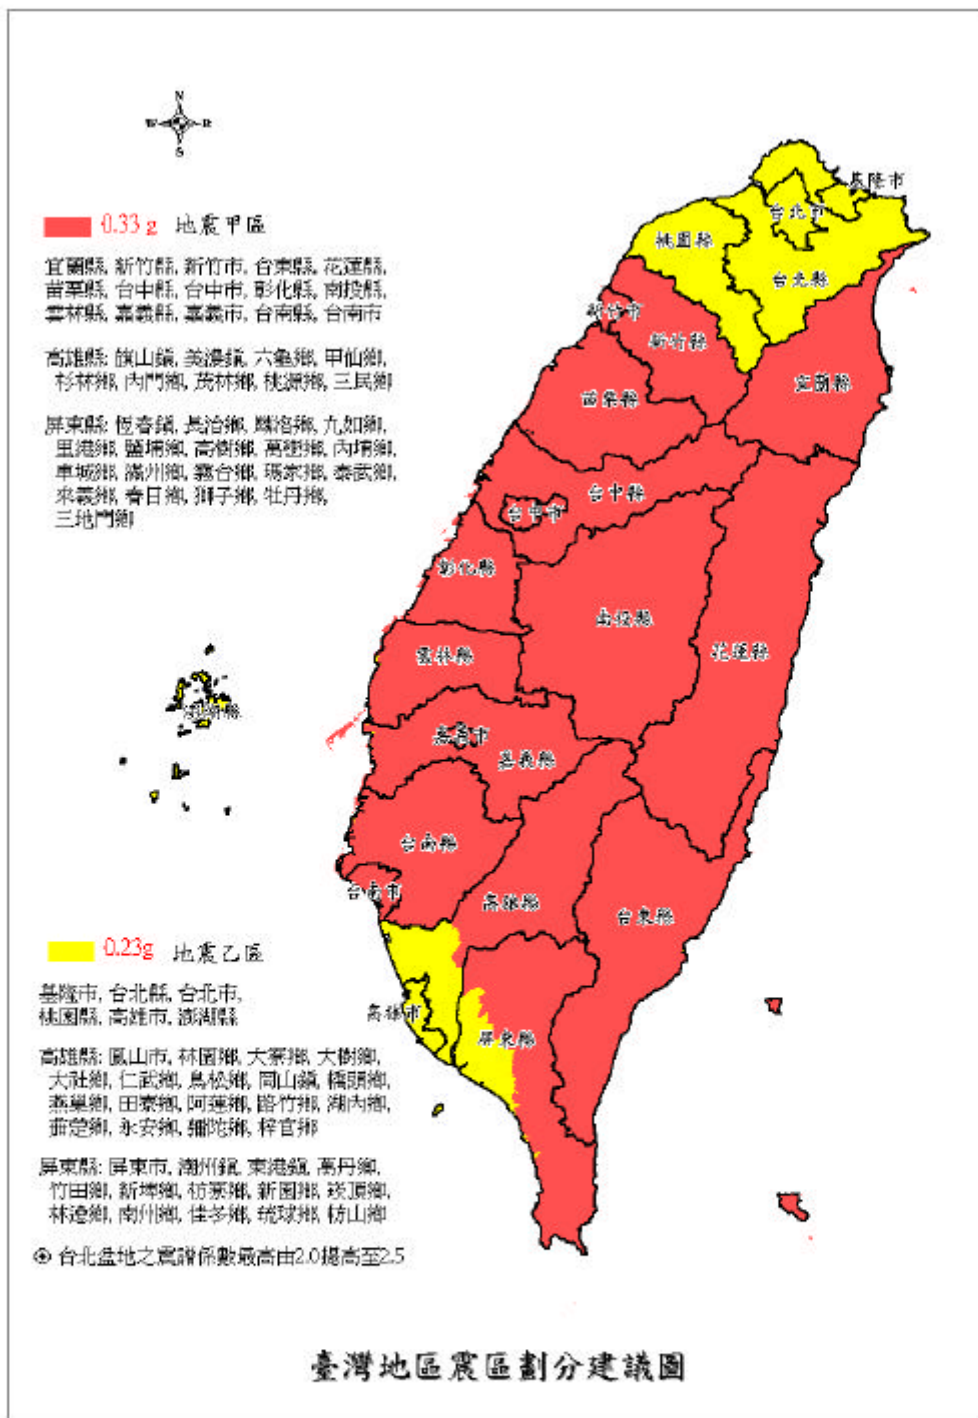 N
W
S
0.33 g 地震甲區
宜蘭縣, 新竹縣, 新竹市, 台東縣, 花蓮縣,
苗栗縣, 台中縣, 台中市, 彰化縣, 南投縣,
雲林縣, 嘉義縣, 嘉義市, 台南縣, 台南市
高雄縣: 旗山鎮, 美濃鎮, 六龜鄉, 甲仙鄉,
杉林鄉, 內門鄉, 茂林鄉, 桃源鄉, 三民鄉
屏東縣: 恆春鎮, 長治鄉, 麟洛鄉, 九如鄉,
里港鄉, 鹽埔鄉, 高樹鄉, 萬巒鄉, 內埔鄉,
車城鄉, 滿州鄉, 霧台鄉, 瑪家鄉, 泰武鄉,
來義鄉, 春日鄉, 獅子鄉, 牡丹鄉,
三地門鄉
基隆市
台北市
桃園縣
台北縣
新竹市
新竹縣
宜蘭縣
苗栗縣
台中縣
台中市
彰化縣
南投縣
雲林縣
花蓮縣
澎湖縣
嘉義市
嘉義縣
台南縣
台南市
高雄縣
台東縣
高雄市
屏東縣
0.23g 地震乙區
基隆市, 台北縣, 台北市,
桃園縣, 高雄市, 澎湖縣
高雄縣: 鳳山市, 林園鄉, 大寮鄉, 大樹鄉,
大社鄉, 仁武鄉, 鳥松鄉, 岡山鎮, 橋頭鄉,
燕巢鄉, 田寮鄉, 阿蓮鄉, 路竹鄉, 湖內鄉,
茄萣鄉, 永安鄉, 彌陀鄉, 梓官鄉
屏東縣: 屏東市, 潮州鎮, 東港鎮, 萬丹鄉,
竹田鄉, 新埤鄉, 枋寮鄉, 新園鄉, 崁頂鄉,
林邊鄉, 南州鄉, 佳冬鄉, 琉球鄉, 枋山鄉
台北盆地之震譜係數最高由2.0提高至2.5
臺灣地區震區劃分建議圖